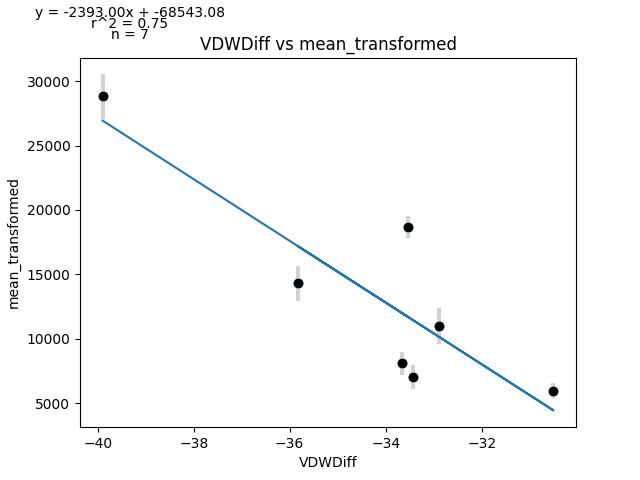 y = -2393.00x + -68543.08
r^2 = 0.75
n = 7
VDWDiff vs mean_transformed
mean_transformed
30000
25000
20000
15000
10000
5000
−40
−38
−36
−34
−32
VDWDiff